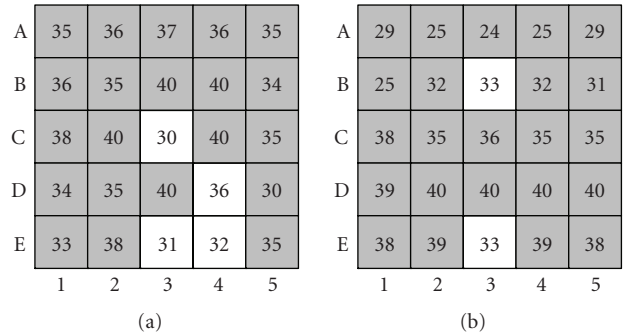 A 35 36 37 36 35
B 36 35 40 40 34
C 38 40 30 40 35
D 34 35 40 36 30
E 33 38 31 32 35
1 2 3 4 5
(a)
A 29 25 24 25 29
B 25 32 33 32 31
C 38 35 36 35 35
D 39 40 40 40 40
E 38 39 33 39 38
1 2 3 4 5
(b)